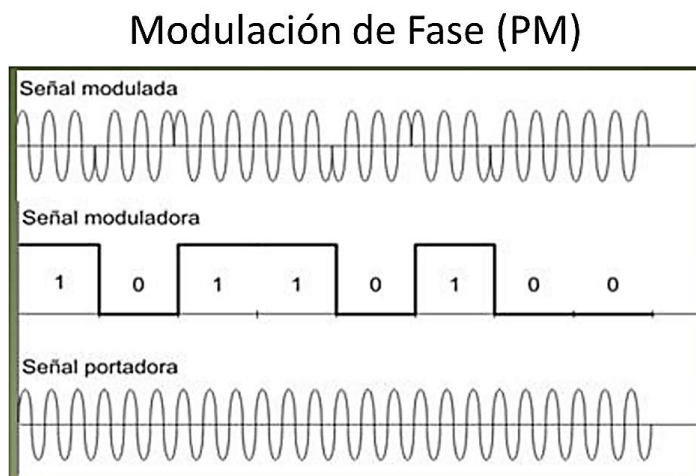 Modulación de Fase (PM)
Señal modulada
Señal moduladora
1 0 1 1 0 1 0 0
Señal portadora